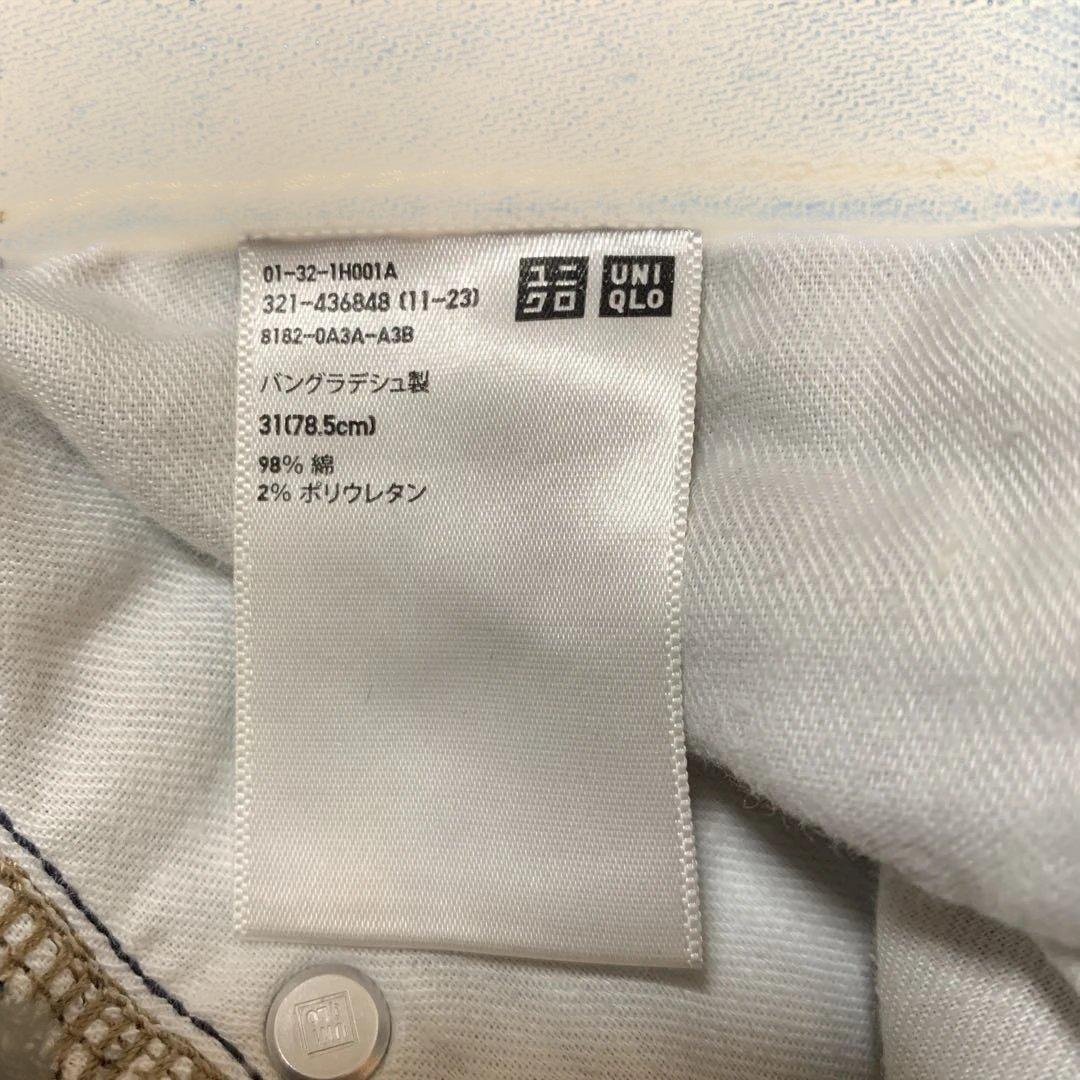 01-32-1H001A
321-436848 (11-23)
8182-0A3A-A3B
ユニ
クロ
UNI
QLO
バングラデシュ製
31(78.5cm)
98% 綿
2% ポリウレタン